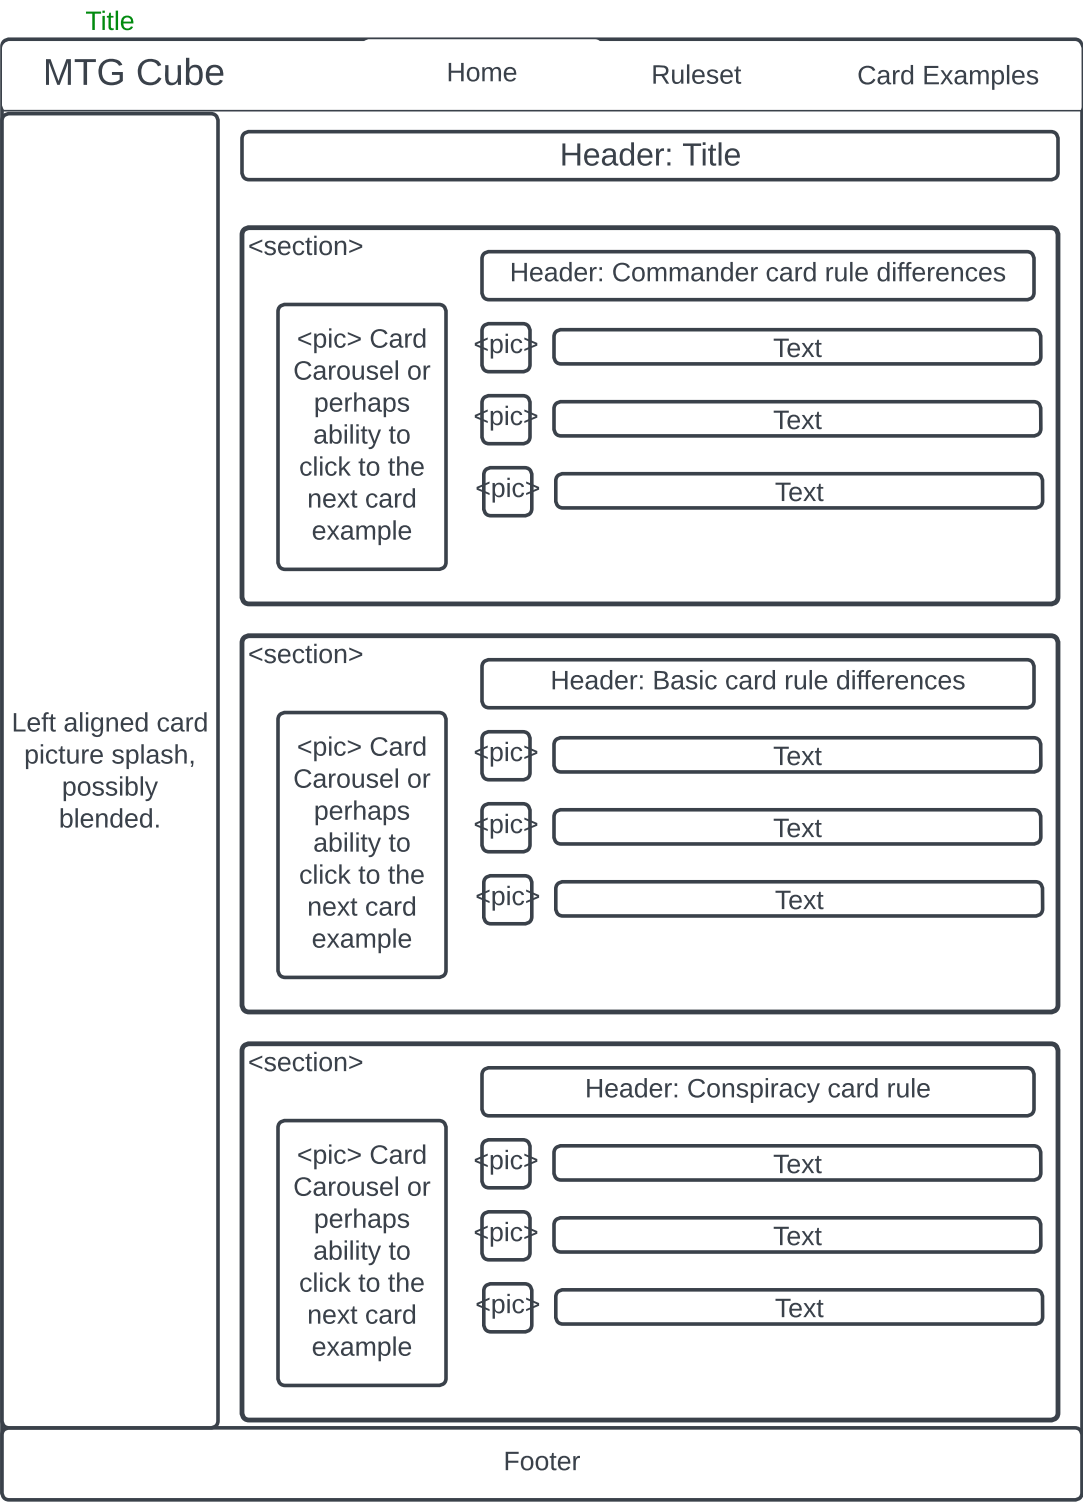 Title
MTG Cube
Home
Ruleset
Card Examples
Left aligned card
picture splash,
possibly
blended.
Header: Title
<section>
Header: Commander card rule differences
<pic> Card
Carousel or
perhaps
ability to
click to the
next card
example
<pic>
Text
<pic>
Text
<pic>
Text
<section>
Header: Basic card rule differences
<pic> Card
Carousel or
perhaps
ability to
click to the
next card
example
<pic>
Text
<pic>
Text
<pic>
Text
<section>
Header: Conspiracy card rule
<pic> Card
Carousel or
perhaps
ability to
click to the
next card
example
<pic>
Text
<pic>
Text
<pic>
Text
Footer